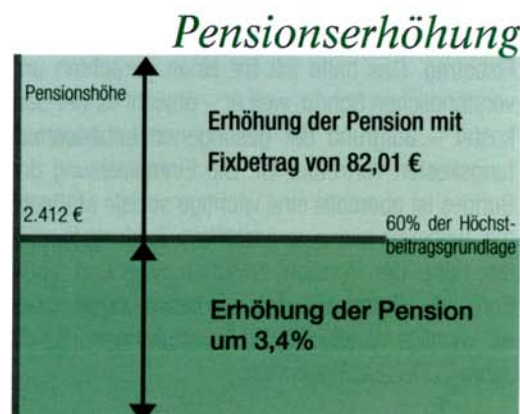 Pensionserhöhung
Pensionshöhe
Erhöhung der Pension mit
Fixbetrag von 82,01 €
2.412 €
60% der Höchst-
beitragsgrundlage
Erhöhung der Pension
um 3,4%